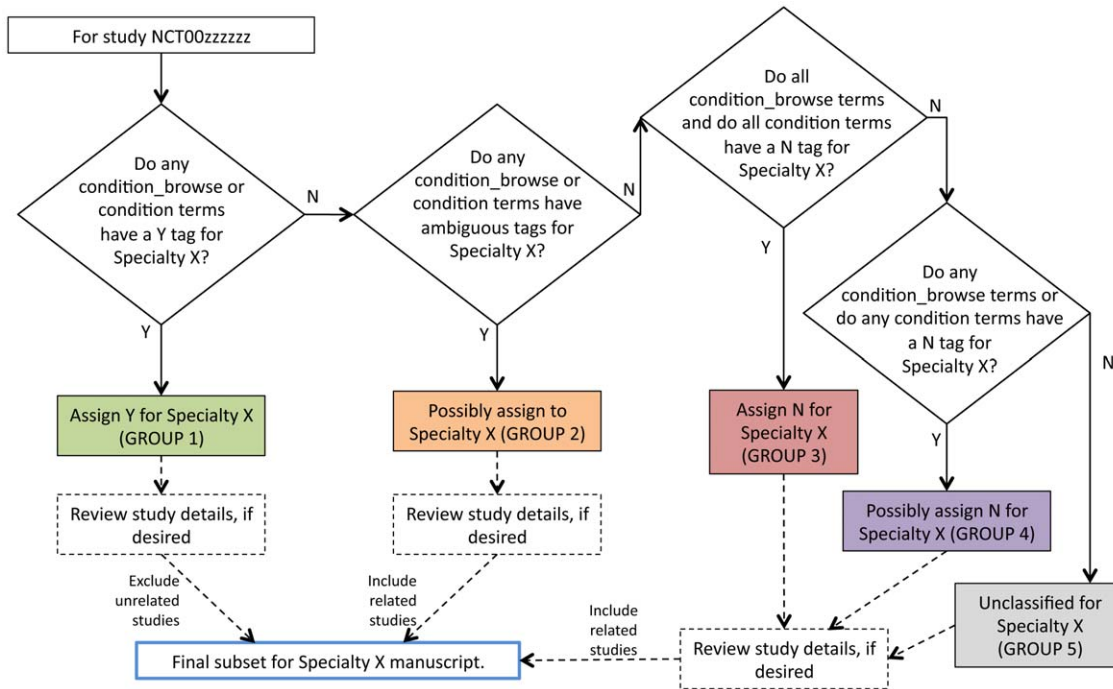 For study NCT00zzzzzz
Do any
condition_browse or
condition terms
have a Y tag for
Specialty X?
N
Y
Do any
condition_browse or
condition terms have
ambiguous tags for
Specialty X?
N
Y
Do all
condition_browse terms
and do all condition terms
have a N tag for
Specialty X?
N
Y
Do any
condition_browse terms or
do any condition terms have
a N tag for
Specialty X?
N
Y
Assign Y for Specialty X
(GROUP 1)
Possibly assign to
Specialty X (GROUP 2)
Assign N for
Specialty X
(GROUP 3)
Possibly assign N for
Specialty X (GROUP 4)
Unclassified for
Specialty X
(GROUP 5)
Review study details, if
desired
Review study details, if
desired
Review study details, if
desired
Exclude
unrelated
studies
Include
related
studies
Include
related
studies
Final subset for Specialty X manuscript.